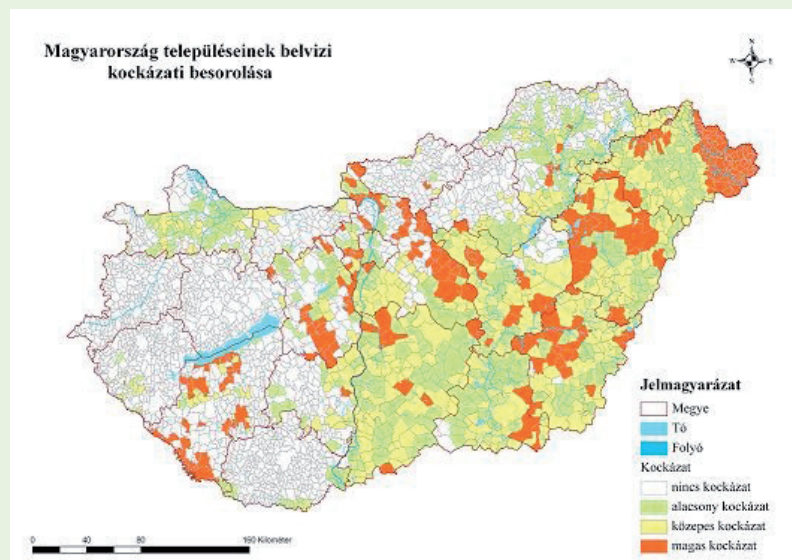 Magyarország településeinek belvizi
kockázati besorolása
N
W E
S
Jelmagyarázat
Megye
Tó
Folyó
Kockázat
nincs kockázat
alacsony kockázat
közepes kockázat
magas kockázat
0 40 80 160 Kilométer